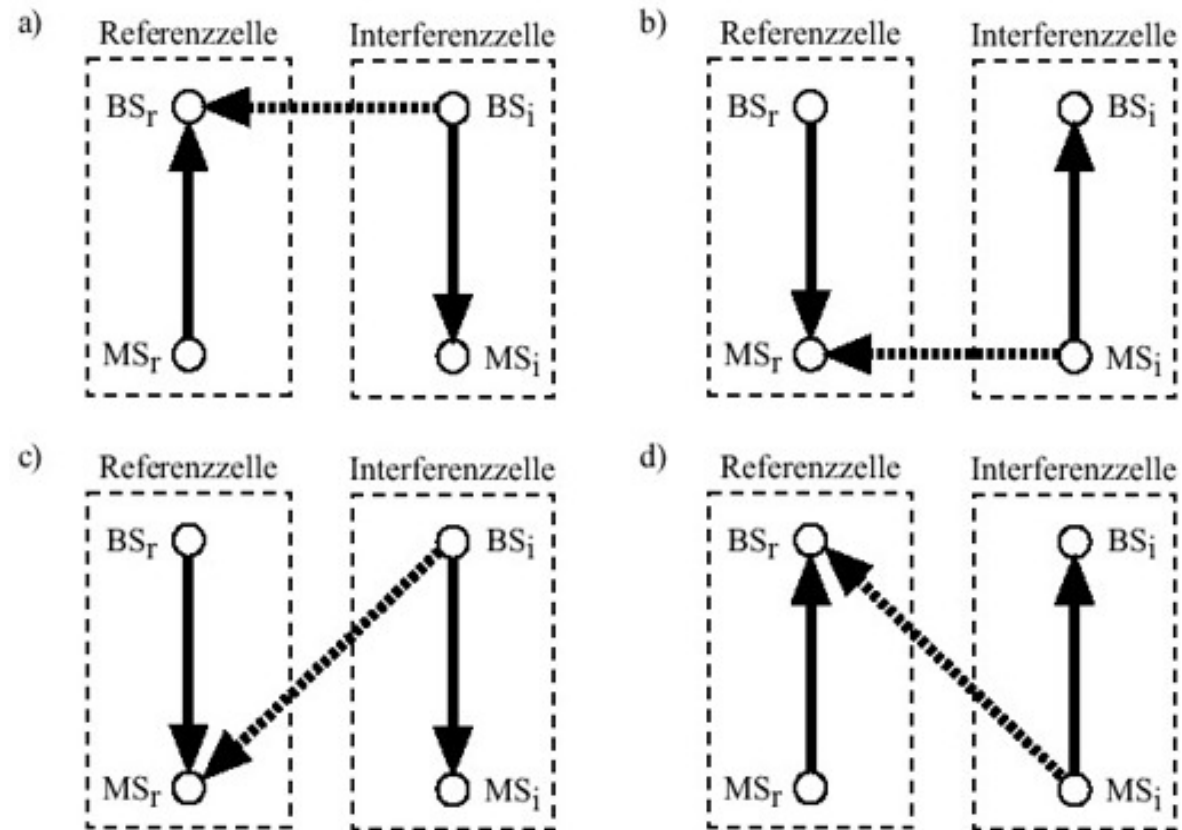 a)
Referenzzelle Interferenzzelle
BSr BSi
MSr MSi
b)
Referenzzelle Interferenzzelle
BSr BSi
MSr MSi
c)
Referenzzelle Interferenzzelle
BSr BSi
MSr MSi
d)
Referenzzelle Interferenzzelle
BSr BSi
MSr MSi